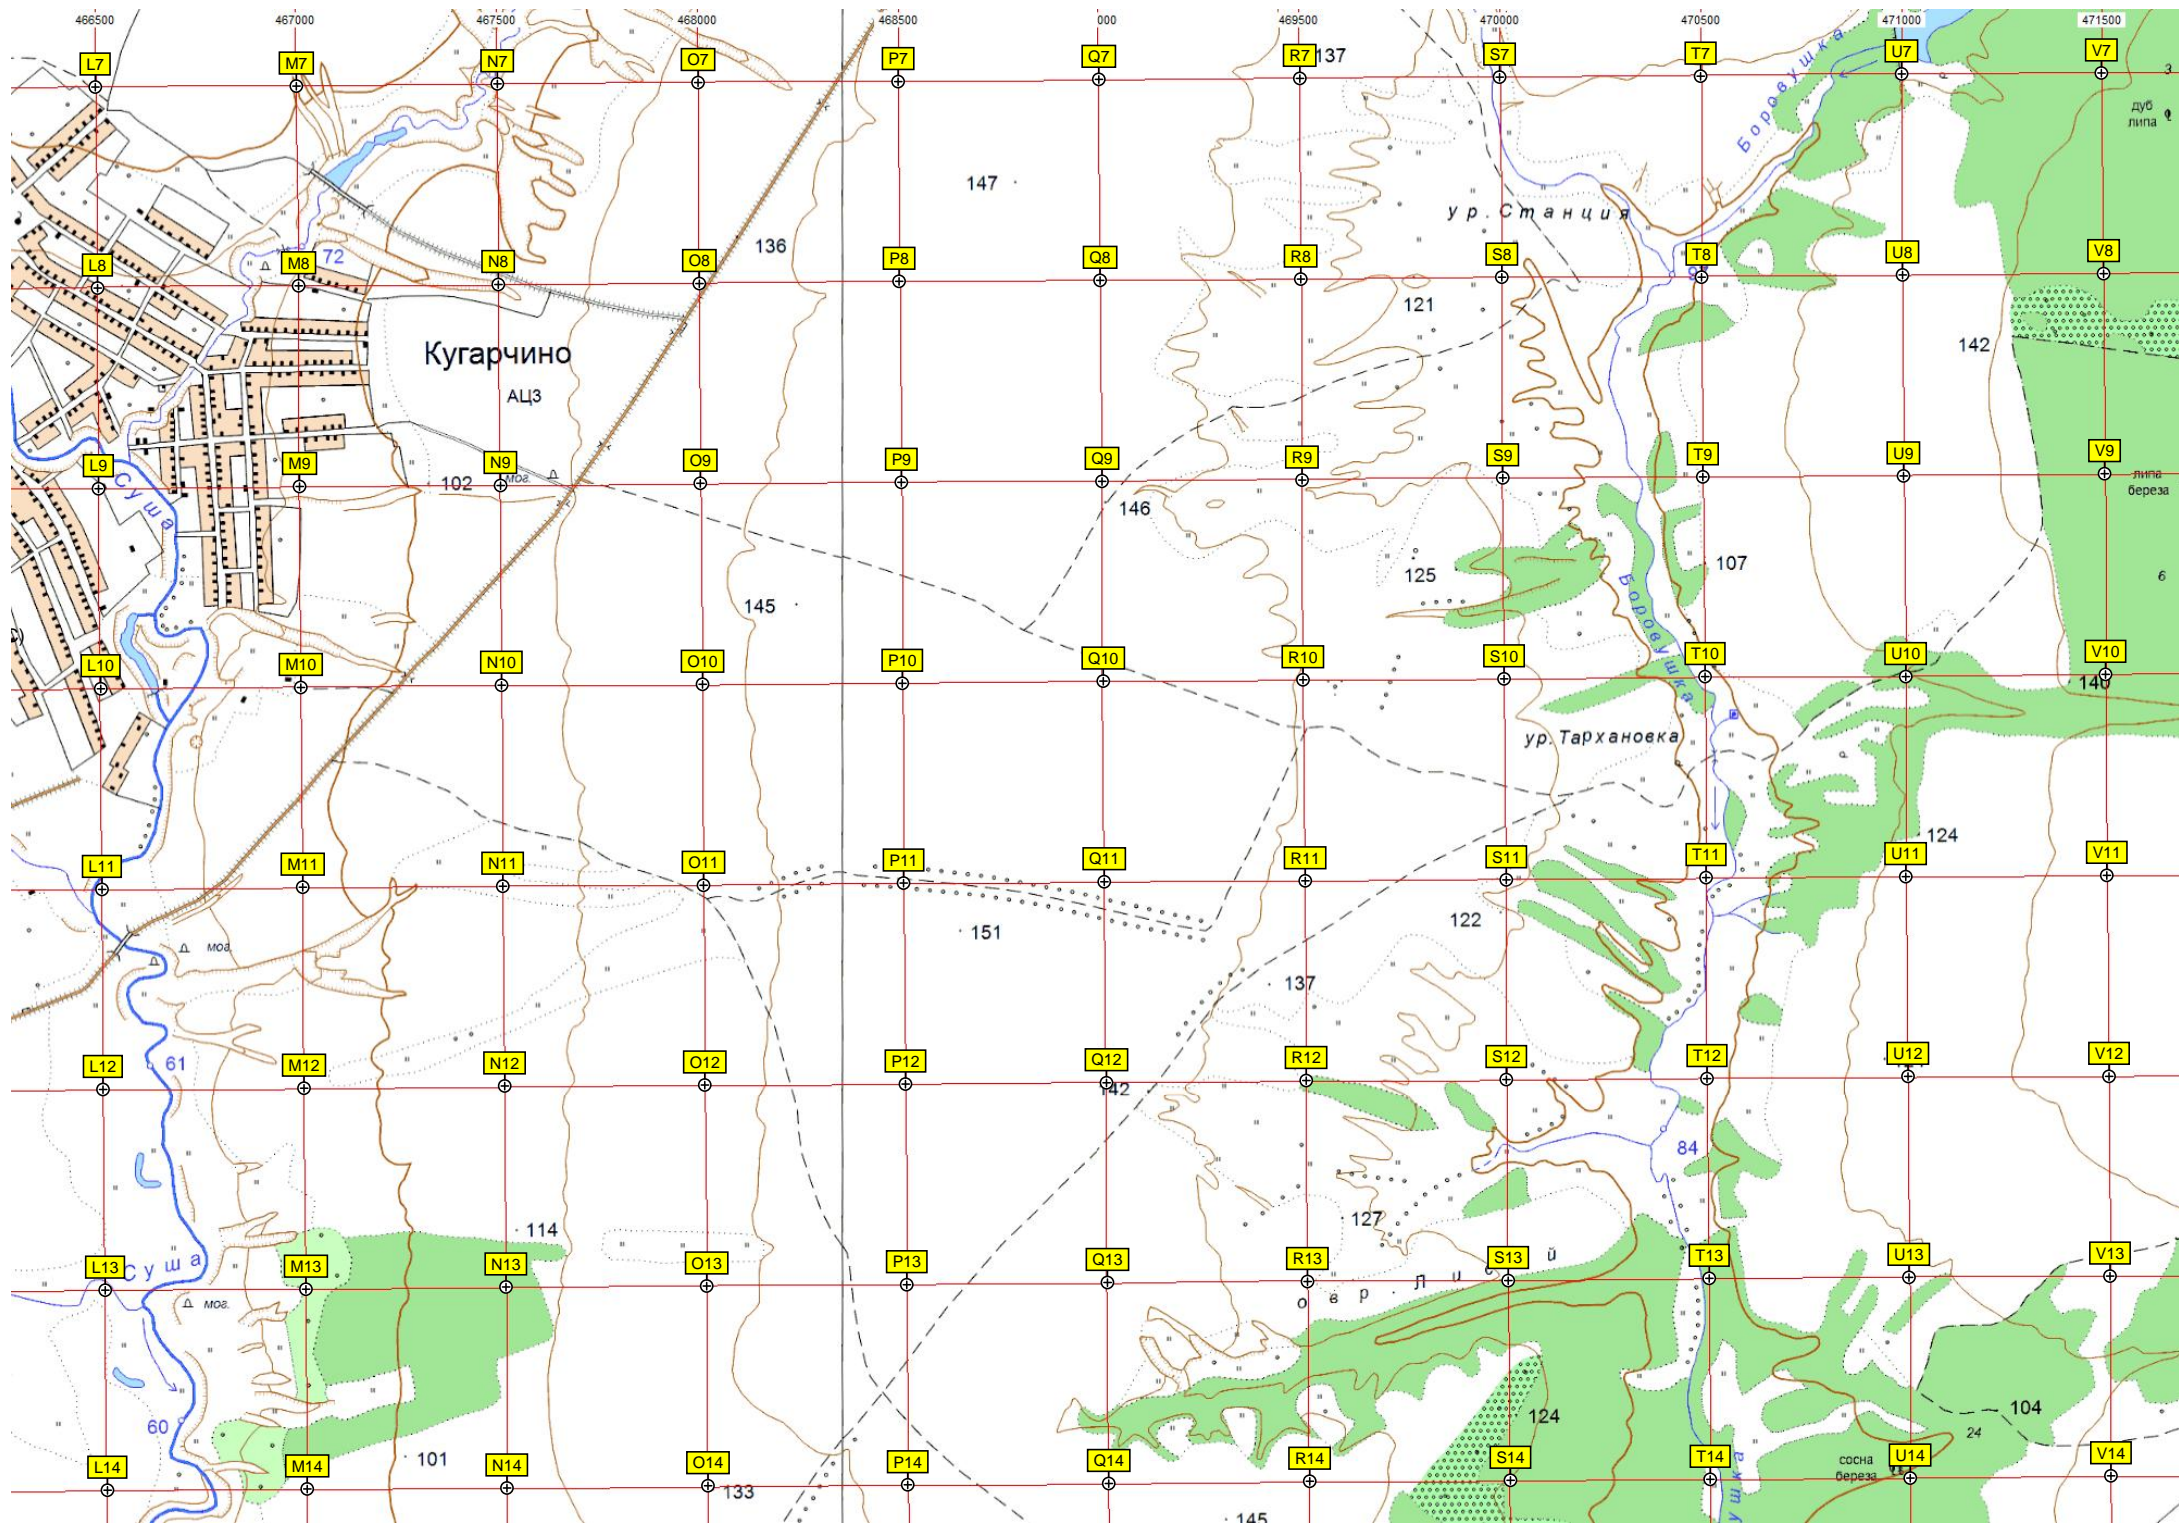 466500 467000 467500 468000 468500 000 469500 470000 470500 471000 471500
L7 M7 N7 O7 P7 Q7 R7 137 S7 T7 U7 V7
3
Боровушка
дуб
липа
147
ур. Станция
136
72
L8 M8 N8 O8 P8 Q8 R8 S8 T8 U8 V8
121
142
Кугарчино
АЦЗ
L9 M9 N9 O9 P9 Q9 R9 S9 T9 U9 V9
102
мог.
липа
береза
Суша
146
125
107
6
145
Боровушка
L10 M10 N10 O10 P10 Q10 R10 S10 T10 U10 V10
140
ур. Тархановка
124
L11 M11 N11 O11 P11 Q11 R11 S11 T11 U11 V11
122
151
мог.
137
61
L12 M12 N12 O12 P12 Q12 R12 S12 T12 U12 V12
142
84
127
114
L13 M13 N13 O13 P13 Q13 R13 S13 T13 U13 V13
Суша
овр. Лисий
мог.
104
124
60
24
сосна
береза
101
L14 M14 N14 O14 P14 Q14 R14 S14 T14 U14 V14
133
ушка
145